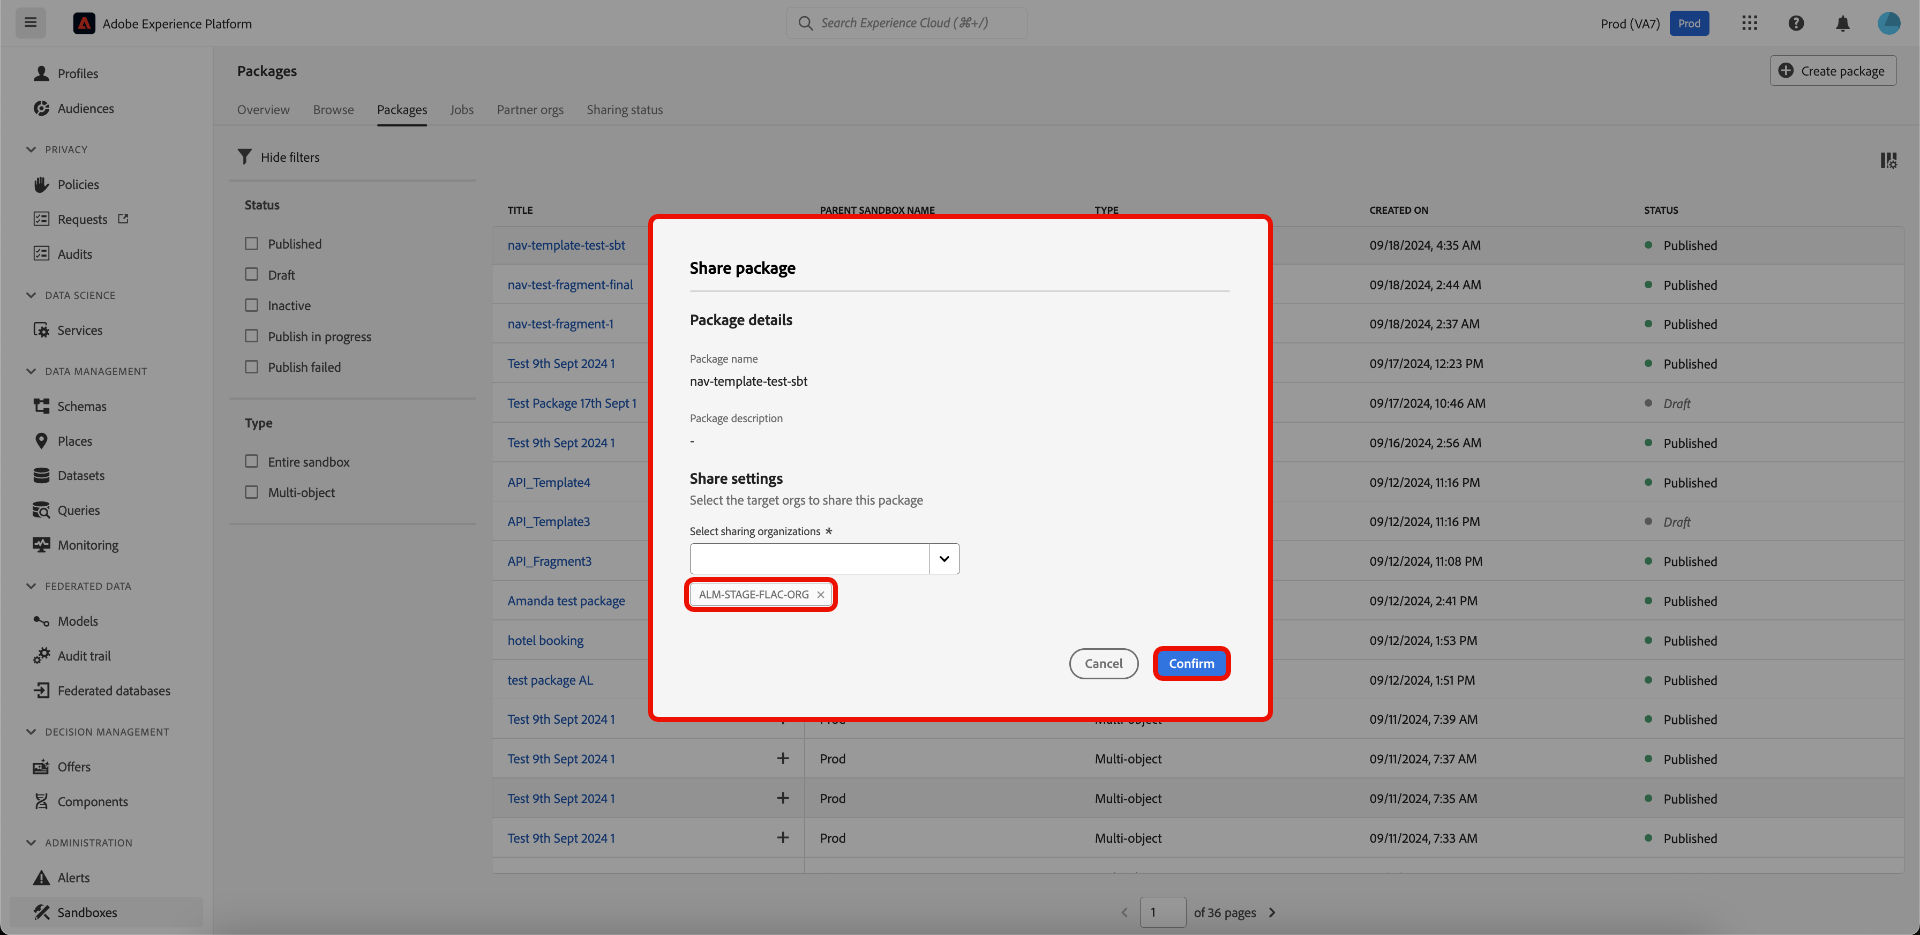 Adobe Experience Platform
Search Experience Cloud (⌘+/)
Prod (VA7)
Prod
Profiles
Audiences
PRIVACY
Policies
Requests
Audits
DATA SCIENCE
Services
DATA MANAGEMENT
Schemas
Places
Datasets
Queries
Monitoring
FEDERATED DATA
Models
Audit trail
Federated databases
DECISION MANAGEMENT
Offers
Components
ADMINISTRATION
Alerts
Sandboxes
Packages
Create package
Overview Browse Packages Jobs Partner orgs Sharing status
Hide filters
Status
Published
Draft
Inactive
Publish in progress
Publish failed
Type
Entire sandbox
Multi-object
TITLE PARENT SANDBOX NAME TYPE CREATED ON STATUS
nav-template-test-sbt 09/18/2024, 4:35 AM Published
nav-test-fragment-final 09/18/2024, 2:44 AM Published
nav-test-fragment-1 09/18/2024, 2:37 AM Published
Test 9th Sept 2024 1 09/17/2024, 12:23 PM Published
Test Package 17th Sept 1 09/17/2024, 10:46 AM Draft
Test 9th Sept 2024 1 09/16/2024, 2:56 AM Published
API_Template4 09/12/2024, 11:16 PM Published
API_Template3 09/12/2024, 11:16 PM Draft
API_Fragment3 09/12/2024, 11:08 PM Published
Amanda test package 09/12/2024, 2:41 PM Published
hotel booking 09/12/2024, 1:53 PM Published
test package AL 09/12/2024, 1:51 PM Published
Test 9th Sept 2024 1 Prod Multi-object 09/11/2024, 7:39 AM Published
Test 9th Sept 2024 1 Prod Multi-object 09/11/2024, 7:37 AM Published
Test 9th Sept 2024 1 Prod Multi-object 09/11/2024, 7:35 AM Published
Test 9th Sept 2024 1 Prod Multi-object 09/11/2024, 7:33 AM Published
1 of 36 pages
Share package
Package details
Package name
nav-template-test-sbt
Package description
-
Share settings
Select the target orgs to share this package
Select sharing organizations *
ALM-STAGE-FLAC-ORG
Cancel
Confirm